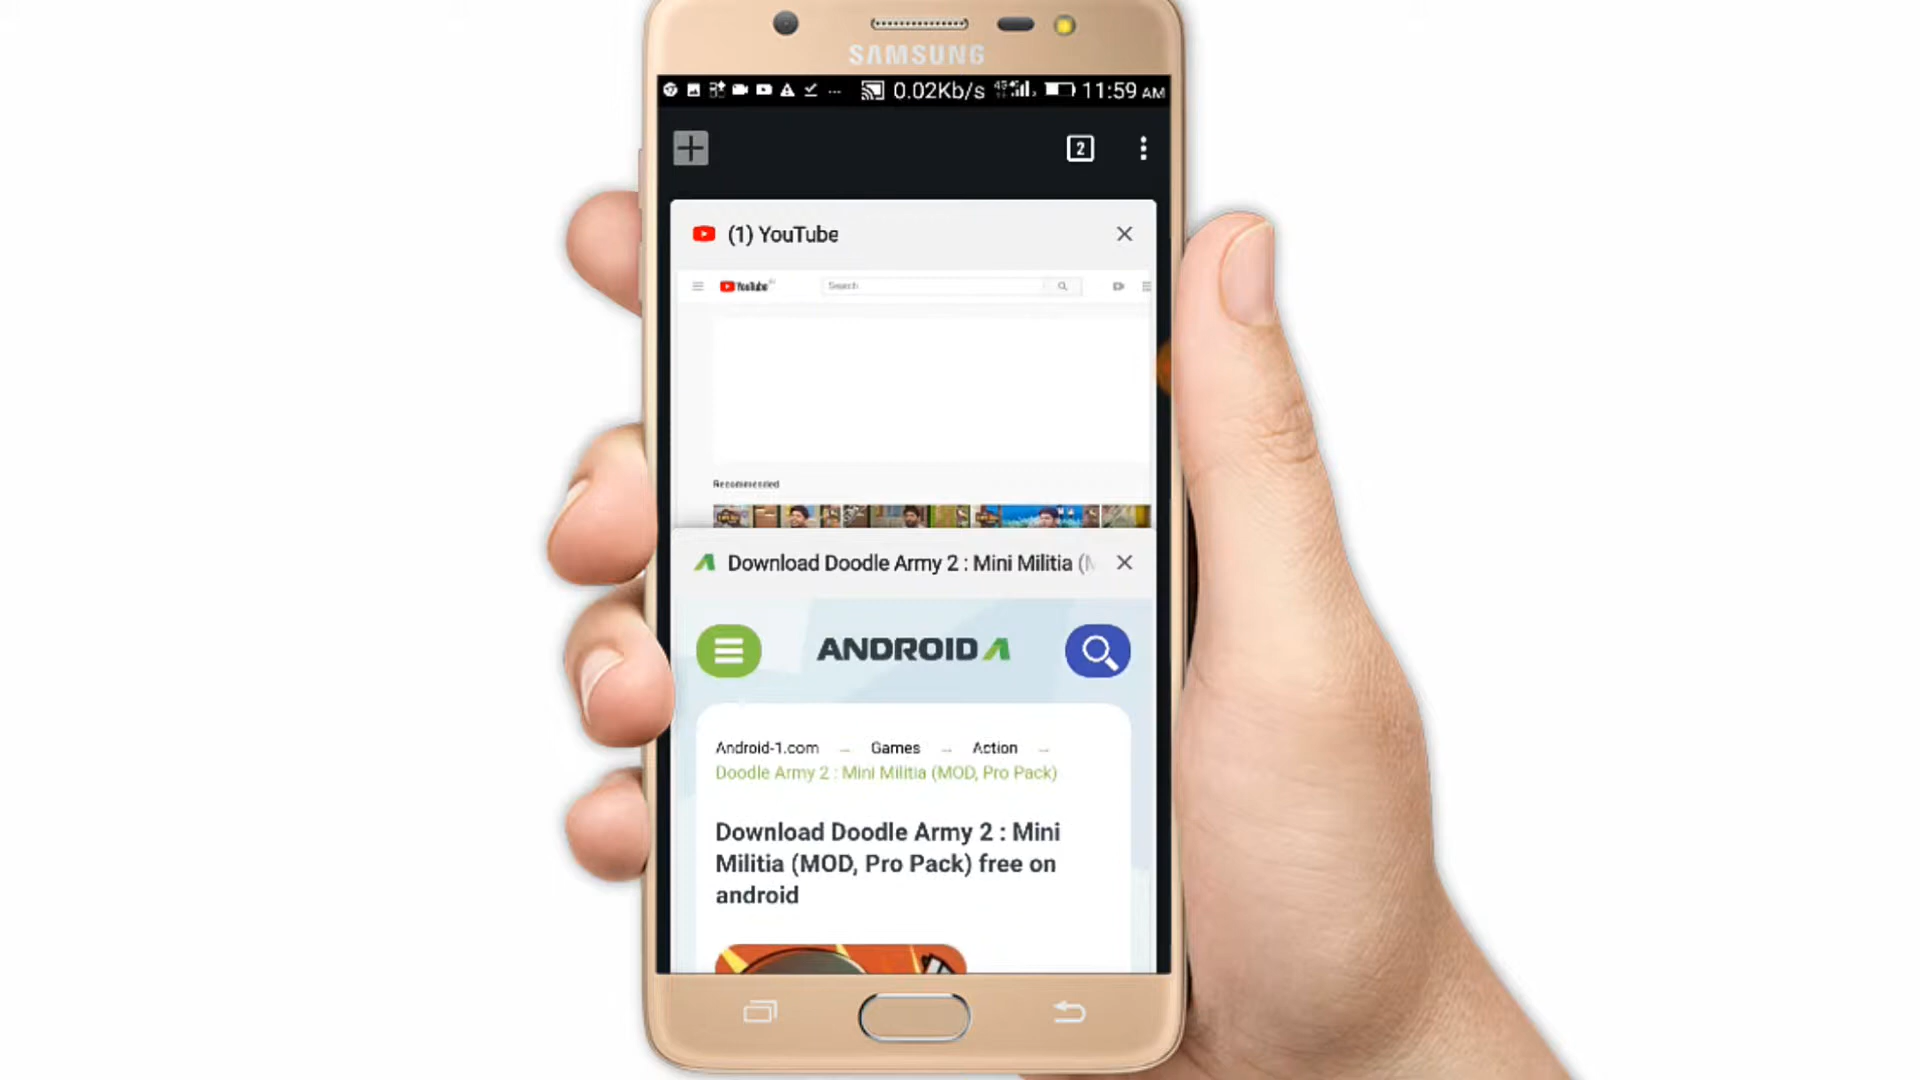 SAMSUNG
... 0.02Kb/s 11:59 AM
2
(1) YouTube
YouTube Search
Recommended
Download Doodle Army 2 : Mini Militia (
ANDROID
Android-1.com → Games → Action →
Doodle Army 2 : Mini Militia (MOD, Pro Pack)
Download Doodle Army 2 : Mini
Militia (MOD, Pro Pack) free on
android